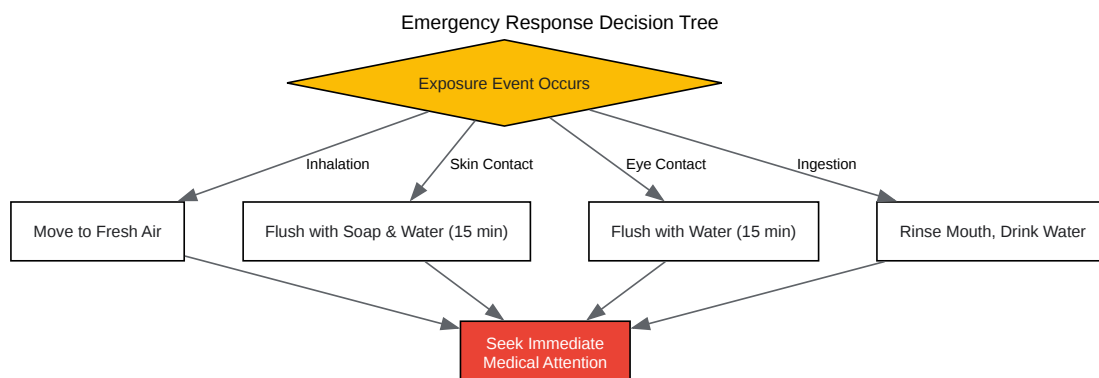 Emergency Response Decision Tree
Exposure Event Occurs
Inhalation
Skin Contact
Eye Contact
Ingestion
Move to Fresh Air
Flush with Soap & Water (15 min)
Flush with Water (15 min)
Rinse Mouth, Drink Water
Seek Immediate
Medical Attention